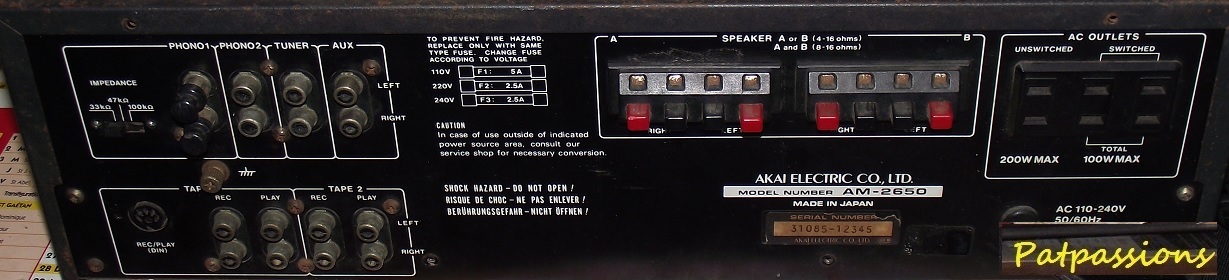 PHONO1 PHONO2 TUNER AUX
IMPEDANCE
47kΩ
33kΩ 100kΩ
LEFT
RIGHT
TO PREVENT FIRE HAZARD,
REPLACE ONLY WITH SAME
TYPE FUSE. CHANGE FUSE
ACCORDING TO VOLTAGE
110V F1: 5A
220V F2: 2.5A
240V F3: 2.5A
CAUTION
In case of use outside of indicated
power source area, consult our
service shop for necessary conversion.
SHOCK HAZARD – DO NOT OPEN !
RISQUE DE CHOC – NE PAS ENLEVER !
BERÜHRUNGSGEFAHR – NICHT ÖFFNEN !
TAPE 2
REC PLAY REC PLAY
LEFT
RIGHT
REC/PLAY
(DIN)
A SPEAKER A or B (4-16 ohms) B
A and B (8-16 ohms)
AC OUTLETS
UNSWITCHED SWITCHED
TOTAL
200W MAX 100W MAX
AKAI ELECTRIC CO., LTD.
MODEL NUMBER AM-2650
MADE IN JAPAN
SERIAL NUMBER
31085-12345
AKAI ELECTRIC CO., LTD.
AC 110-240V
50/60Hz
Patpassions